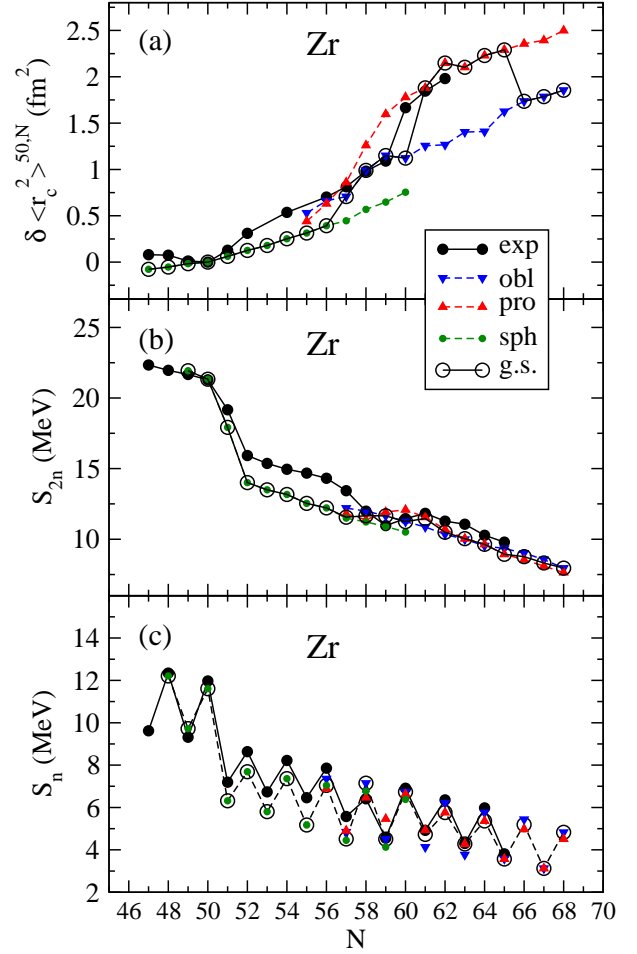 (a)
Zr
δ <r_c^2>^50,N (fm^2)
2.5
2
1.5
1
0.5
0
exp
obl
pro
sph
g.s.
(b)
Zr
S_2n (MeV)
25
20
15
10
(c)
Zr
S_n (MeV)
14
12
10
8
6
4
2
46 48 50 52 54 56 58 60 62 64 66 68 70
N